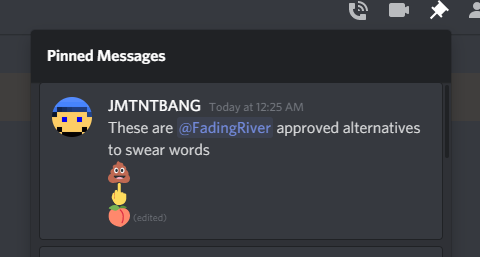 Pinned Messages
JMTNTBANG Today at 12:25 AM
These are @FadingRiver approved alternatives
to swear words
💩
👆
🍑 (edited)